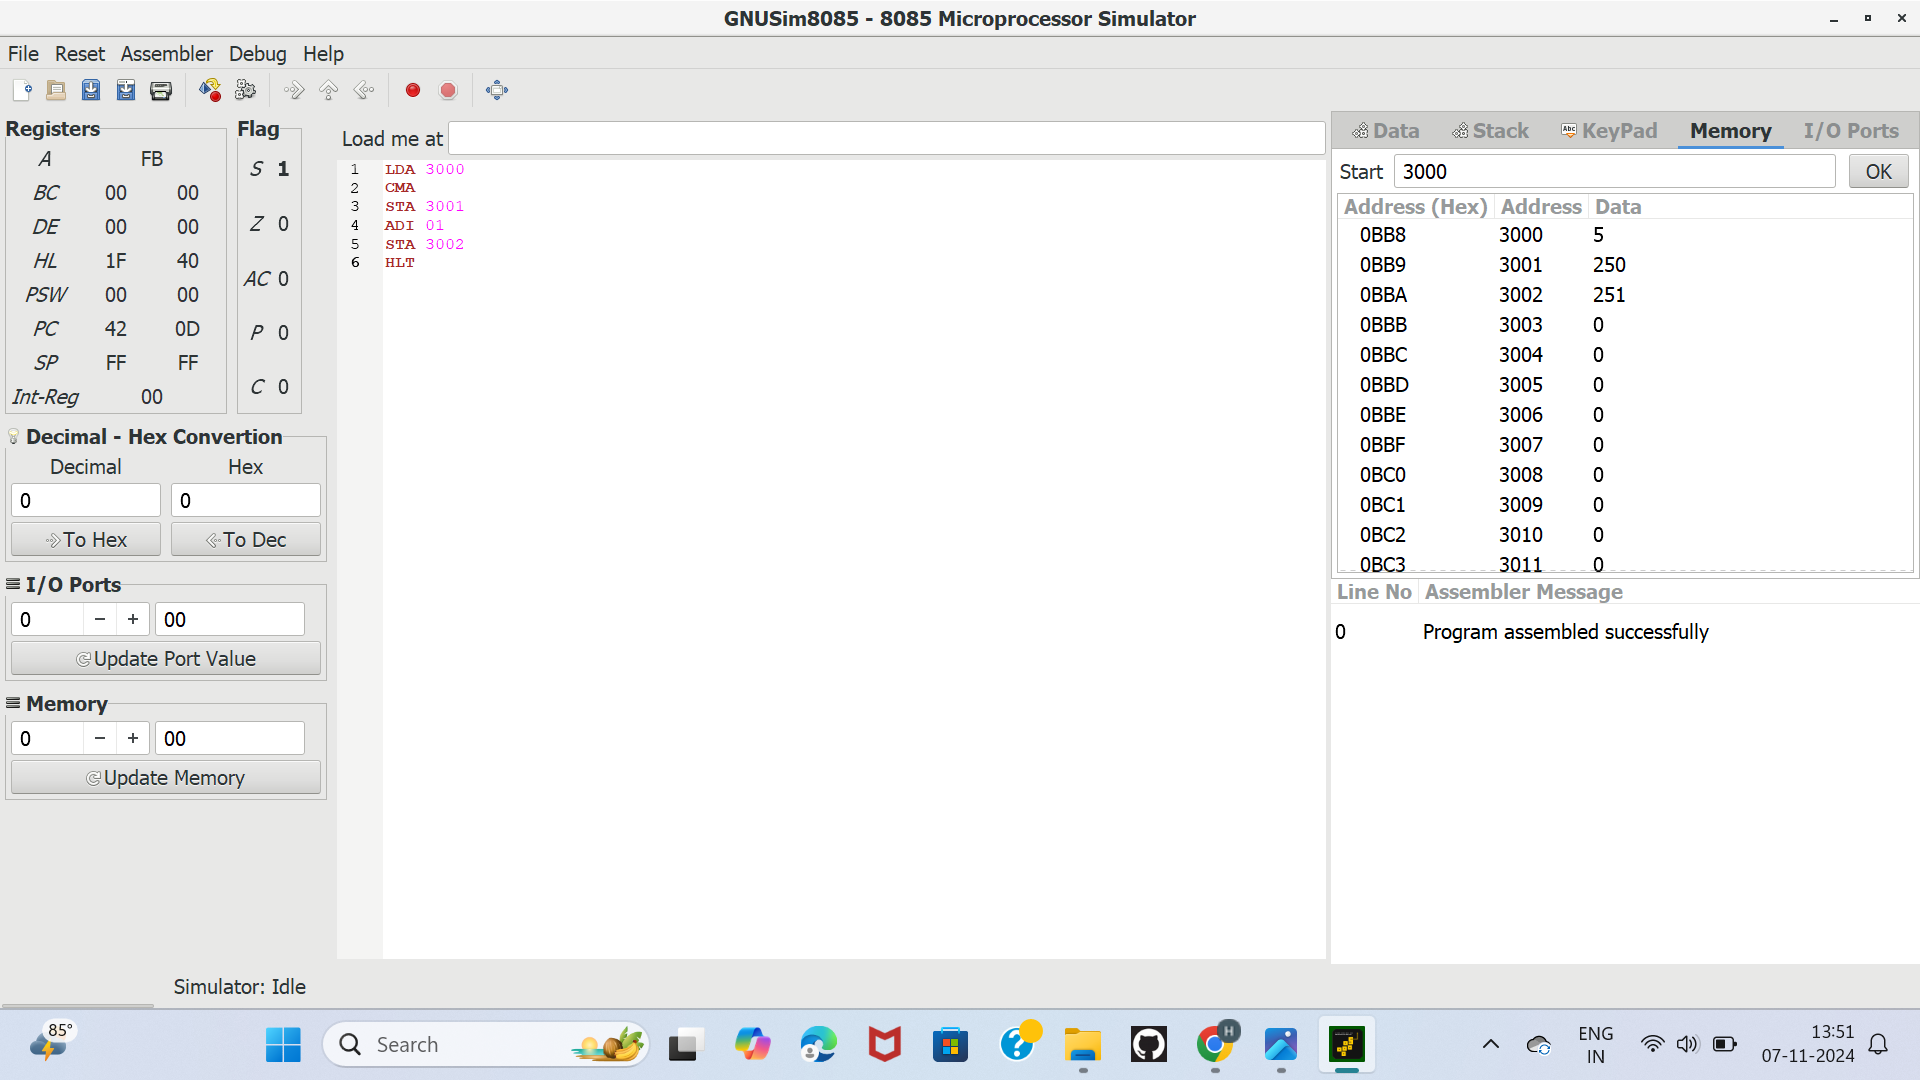 GNUSim8085 - 8085 Microprocessor Simulator
File Reset Assembler Debug Help
Registers
A FB
BC 00 00
DE 00 00
HL 1F 40
PSW 00 00
PC 42 0D
SP FF FF
Int-Reg 00
Flag
S 1
Z 0
AC 0
P 0
C 0
Decimal - Hex Convertion
Decimal Hex
0 0
To Hex To Dec
I/O Ports
0 − + 00
Update Port Value
Memory
0 − + 00
Update Memory
Simulator: Idle
Load me at
1 LDA 3000
2 CMA
3 STA 3001
4 ADI 01
5 STA 3002
6 HLT
Data Stack Abc KeyPad Memory I/O Ports
Start 3000 OK
Address (Hex) Address Data
0BB8 3000 5
0BB9 3001 250
0BBA 3002 251
0BBB 3003 0
0BBC 3004 0
0BBD 3005 0
0BBE 3006 0
0BBF 3007 0
0BC0 3008 0
0BC1 3009 0
0BC2 3010 0
0BC3 3011 0
Line No Assembler Message
0 Program assembled successfully
85°
Search
H
ENG
IN
13:51
07-11-2024